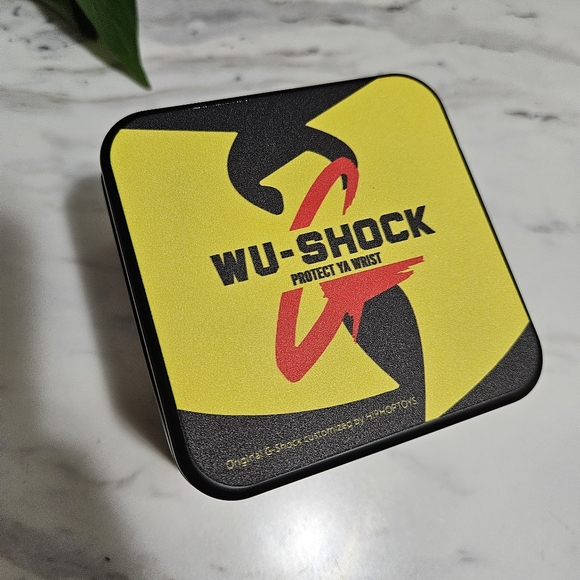 G
WU-SHOCK
PROTECT YA WRIST
Original G-Shock customized by HIPHOPTOYS